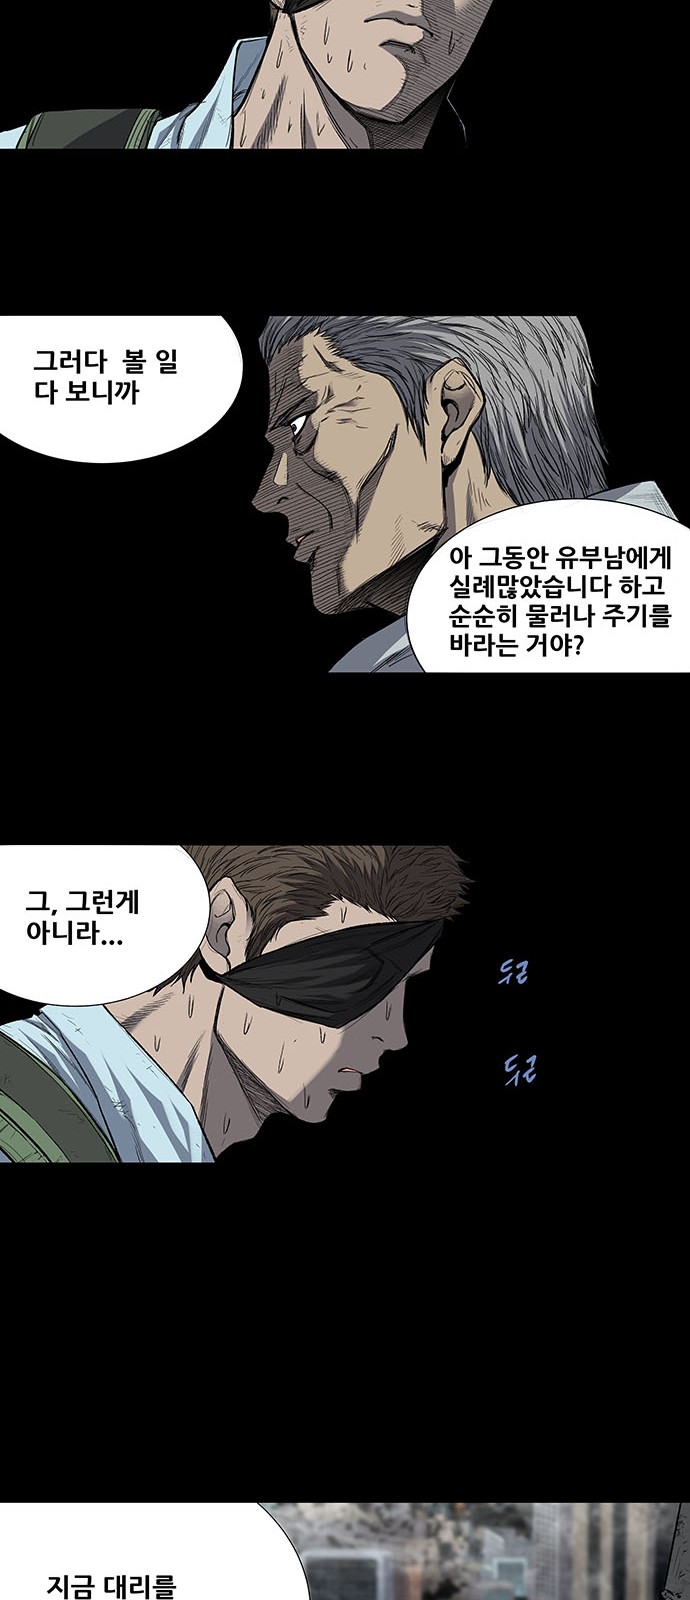 그러다 볼 일
다 보니까
아 그동안 유부남에게
실례많았습니다 하고
순순히 물러나 주기를
바라는 거야?
그, 그런게
아니라...
두근
두근
지금 대리를